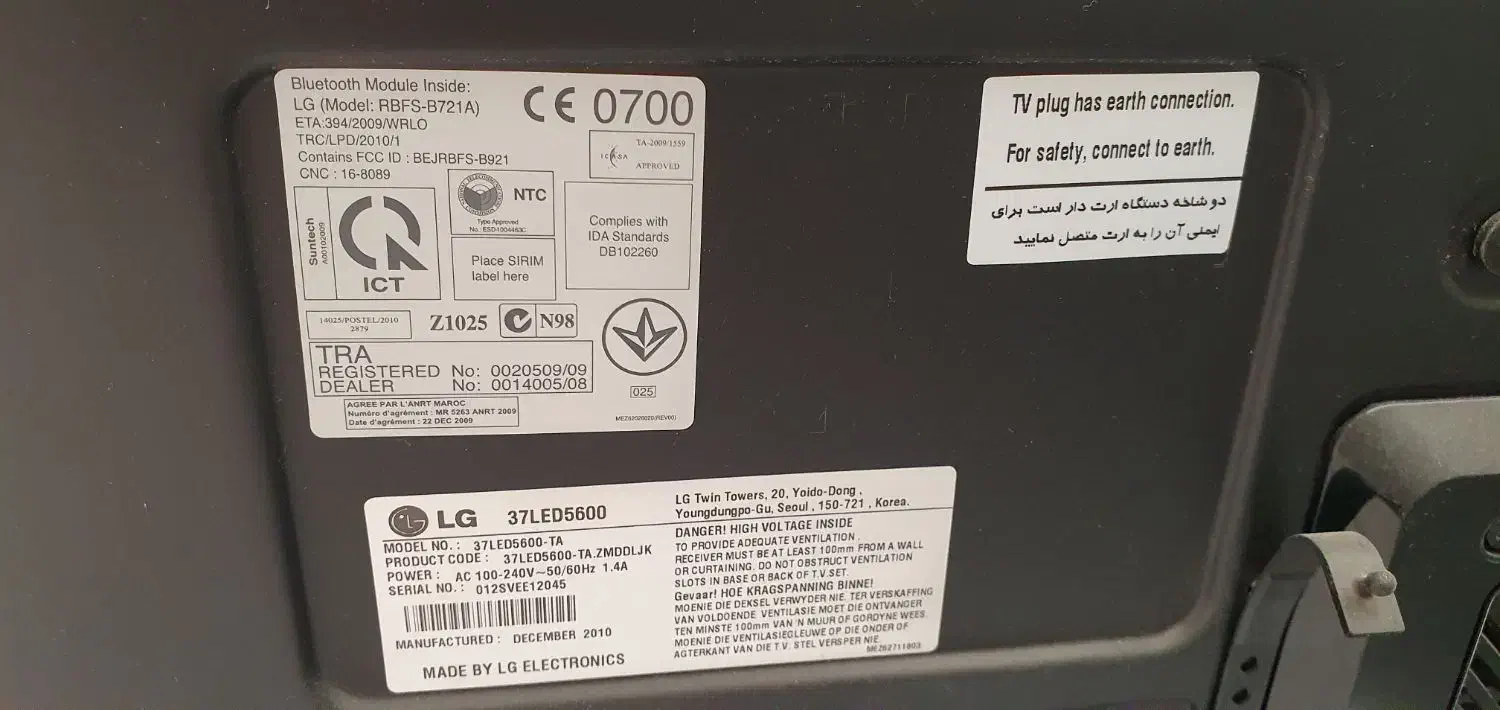 Bluetooth Module Inside:
LG (Model: RBFS-B721A)
ETA:394/2009/WRLO
TRC/LPD/2010/1
Contains FCC ID : BEJRBFS-B921
CNC : 16-8089
CE 0700
TA-2009/1559
ICASA
APPROVED
Suntech
A00102009
ICT
NTC
Type Approved
No.: ESD-1004463C
Place SIRIM
label here
Complies with
IDA Standards
DB102260
14025/POSTEL/2010
2879
Z1025
N98
025
TRA
REGISTERED No: 0020509/09
DEALER No: 0014005/08
AGREE PAR L'ANRT MAROC
Numéro d'agrément : MR 5263 ANRT 2009
Date d'agrément : 22 DEC 2009
MEZ62026020(REV00)
TV plug has earth connection.
For safety, connect to earth.
دو شاخه دستگاه ارت دار است برای
ایمنی آن را به ارت متصل نمایید
LG 37LED5600
MODEL NO. : 37LED5600-TA
PRODUCT CODE : 37LED5600-TA.ZMDDLJK
POWER : AC 100-240V~50/60Hz 1.4A
SERIAL NO. : 012SVEE12045
MANUFACTURED : DECEMBER 2010
MADE BY LG ELECTRONICS
LG Twin Towers, 20, Yoido-Dong ,
Youngdungpo-Gu, Seoul , 150-721 , Korea.
DANGER! HIGH VOLTAGE INSIDE
TO PROVIDE ADEQUATE VENTILATION ,
RECEIVER MUST BE AT LEAST 100mm FROM A WALL
OR CURTAINING. DO NOT OBSTRUCT VENTILATION
SLOTS IN BASE OR BACK OF T.V. SET.
Gevaar! HOE KRAGSPANNING BINNE!
MOENIE DIE DEKSEL VERWYDER NIE. TER VERSKAFFING
VAN VOLDOENDE VENTILASIE MOET DIE ONTVANGER
TEN MINSTE 100mm VAN 'N MUUR OF GORDYNE WEES.
MOENIE DIE VENTILASIEGLEUWE OP DIE ONDER OF
AGTERKANT VAN DIE T.V. STEL VERSPER NIE.
MEZ62711803